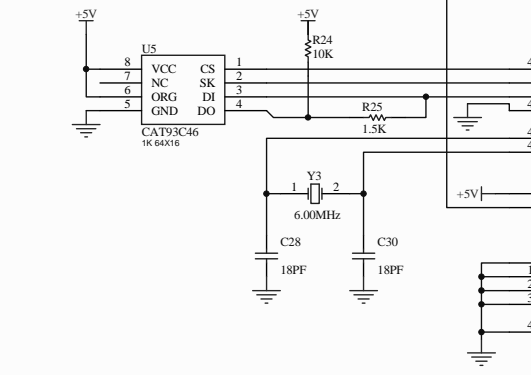 +5V
+5V
R24
10K
U5
8 VCC CS 1
7 NC SK 2
6 ORG DI 3
5 GND DO 4
CAT93C46
1K 64X16
R25
1.5K
Y3
1 2
6.00MHz
+5V
C28
18PF
C30
18PF